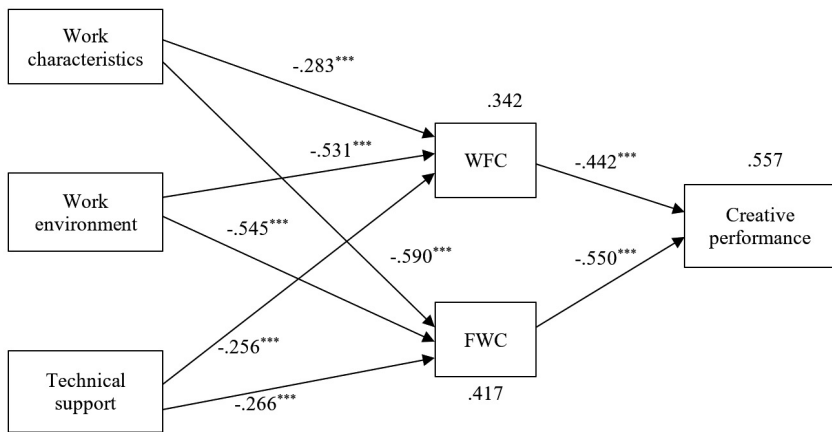 Work
characteristics
-.283***
.342
-.531***
WFC
-.442***
.557
Work
environment
-.545***
-.590***
-.550***
Creative
performance
FWC
-.256***
Technical
support
-.266***
.417